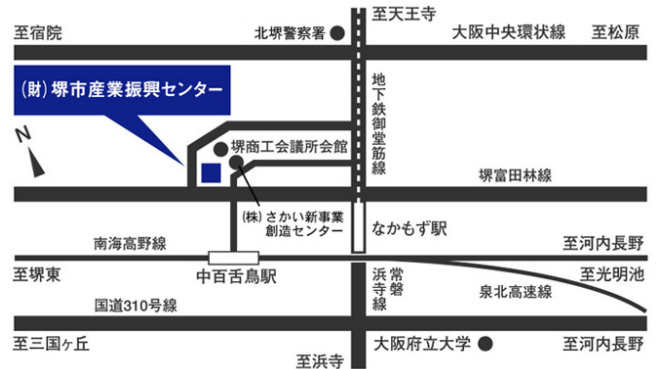 至天王寺
至宿院
北堺警察署
大阪中央環状線
至松原
(財)堺市産業振興センター
地下鉄御堂筋線
N
堺商工会議所会館
堺富田林線
(株)さかい新事業
創造センター
なかもず駅
南海高野線
至河内長野
至堺東
中百舌鳥駅
常磐
浜寺線
至光明池
泉北高速線
国道310号線
至三国ヶ丘
大阪府立大学
至河内長野
至浜寺